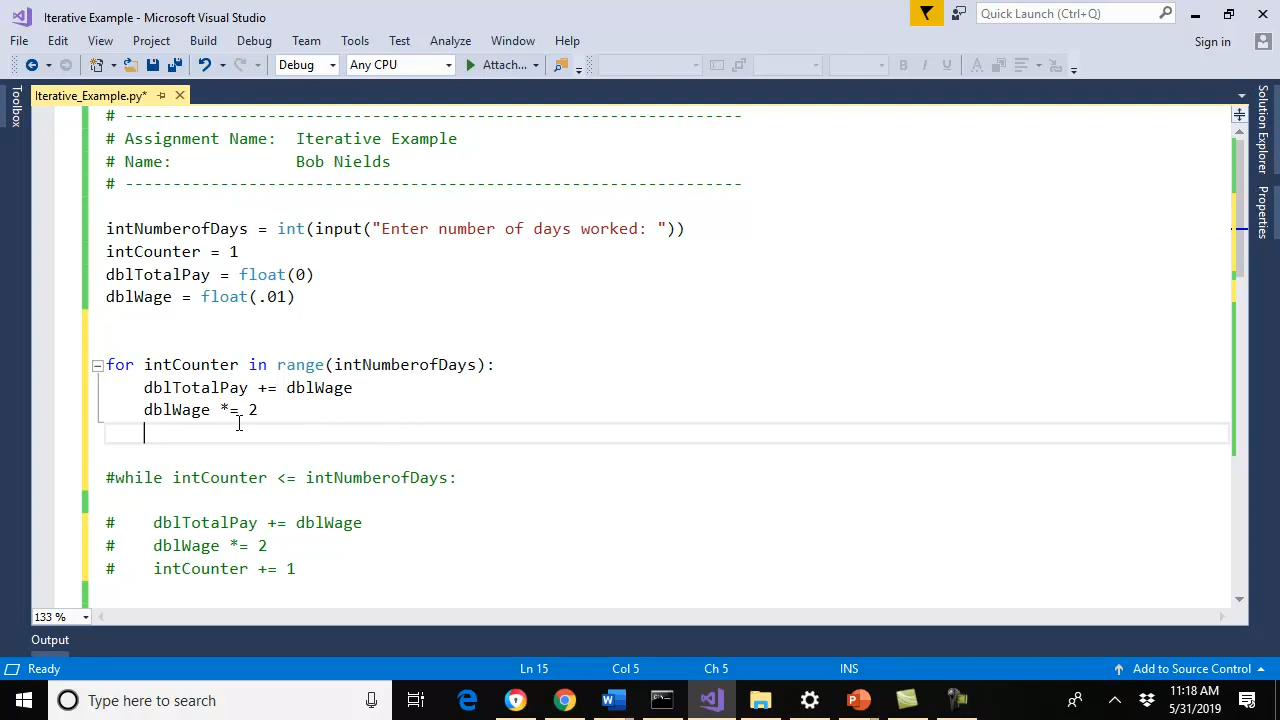 Iterative Example - Microsoft Visual Studio
Quick Launch (Ctrl+Q)
File Edit View Project Build Debug Team Tools Test Analyze Window Help
Sign in
Debug Any CPU Attach...
Toolbox
Iterative_Example.py*
Solution Explorer
Properties
# -----------------------------------------------------------------
# Assignment Name: Iterative Example
# Name: Bob Nields
# -----------------------------------------------------------------
intNumberofDays = int(input("Enter number of days worked: "))
intCounter = 1
dblTotalPay = float(0)
dblWage = float(.01)
for intCounter in range(intNumberofDays):
dblTotalPay += dblWage
dblWage *= 2
#while intCounter <= intNumberofDays:
# dblTotalPay += dblWage
# dblWage *= 2
# intCounter += 1
133 %
Output
Ready Ln 15 Col 5 Ch 5 INS Add to Source Control
Type here to search
11:18 AM
5/31/2019